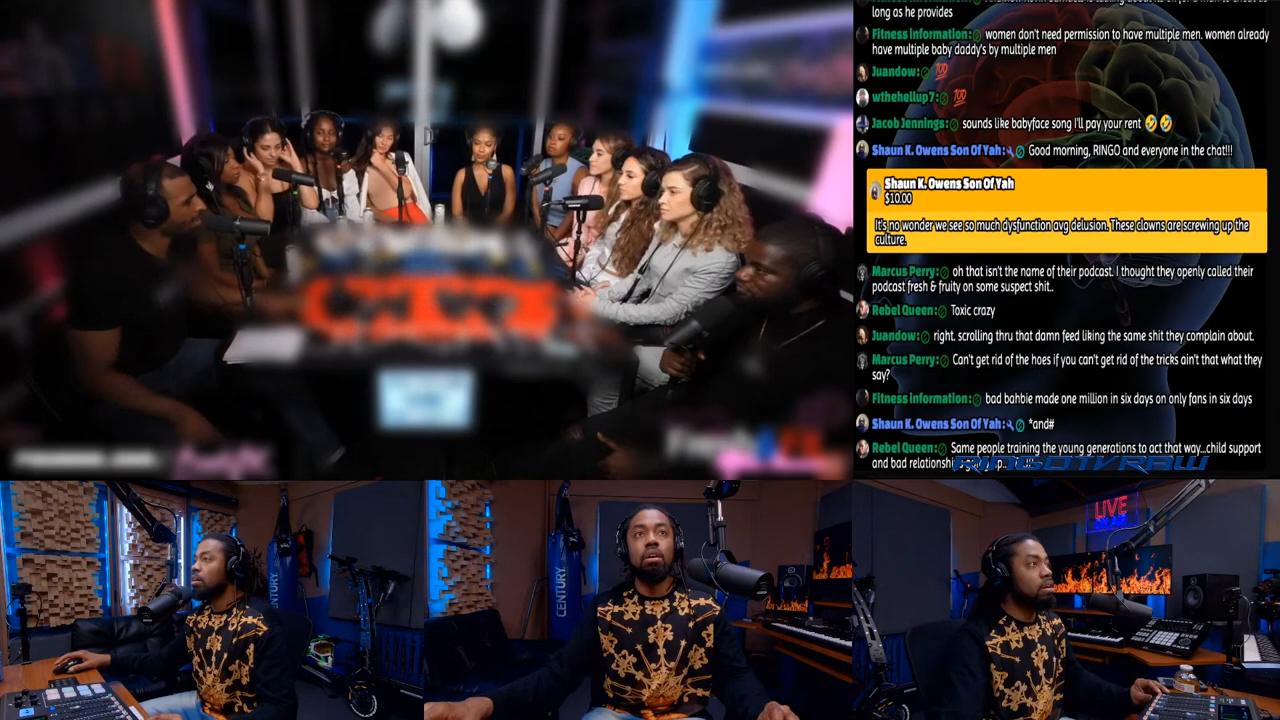 long as he provides
Fitness information: women don't need permission to have multiple men. women already
have multiple baby daddy's by multiple men
Juandow: 💯
wthehellup7: 💯
Jacob Jennings: sounds like babyface song I'll pay your rent 🤣🤣
Shaun K. Owens Son Of Yah: Good morning, RINGO and everyone in the chat!!!
Shaun K. Owens Son Of Yah
$10.00
It's no wonder we see so much dysfunction avg delusion. These clowns are screwing up the
culture.
Marcus Perry: oh that isn't the name of their podcast. I thought they openly called their
podcast fresh & fruity on some suspect shit..
Rebel Queen: Toxic crazy
Juandow: right. scrolling thru that damn feed liking the same shit they complain about.
Marcus Perry: Can't get rid of the hoes if you can't get rid of the tricks ain't that what they
say?
Fitness information: bad bahbie made one million in six days on only fans in six days
Shaun K. Owens Son Of Yah: *and#
Rebel Queen: Same people training the young generations to act that way..child support
and bad
RINGOTVRAW
CENTURY
CENTURY
LIVE
ON AIR